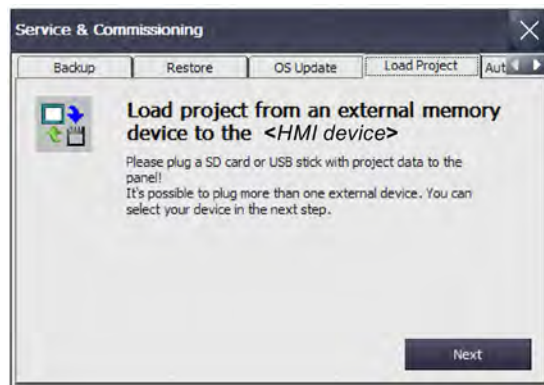 Service & Commissioning
Backup Restore OS Update Load Project Aut
Load project from an external memory
device to the <HMI device>
Please plug a SD card or USB stick with project data to the
panel!
It's possible to plug more than one external device. You can
select your device in the next step.
Next